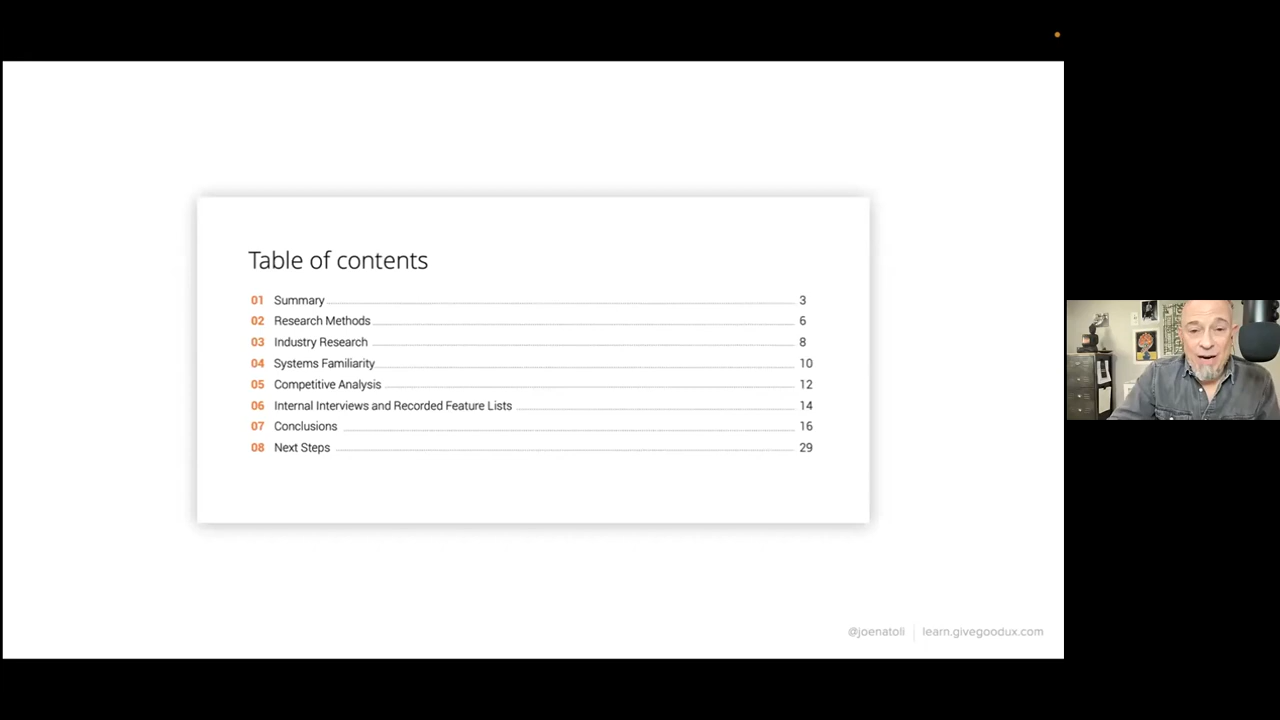 Table of contents
01 Summary 3
02 Research Methods 6
03 Industry Research 8
04 Systems Familiarity 10
05 Competitive Analysis 12
06 Internal Interviews and Recorded Feature Lists 14
07 Conclusions 16
08 Next Steps 29
@joenatoli | learn.givegoodux.com